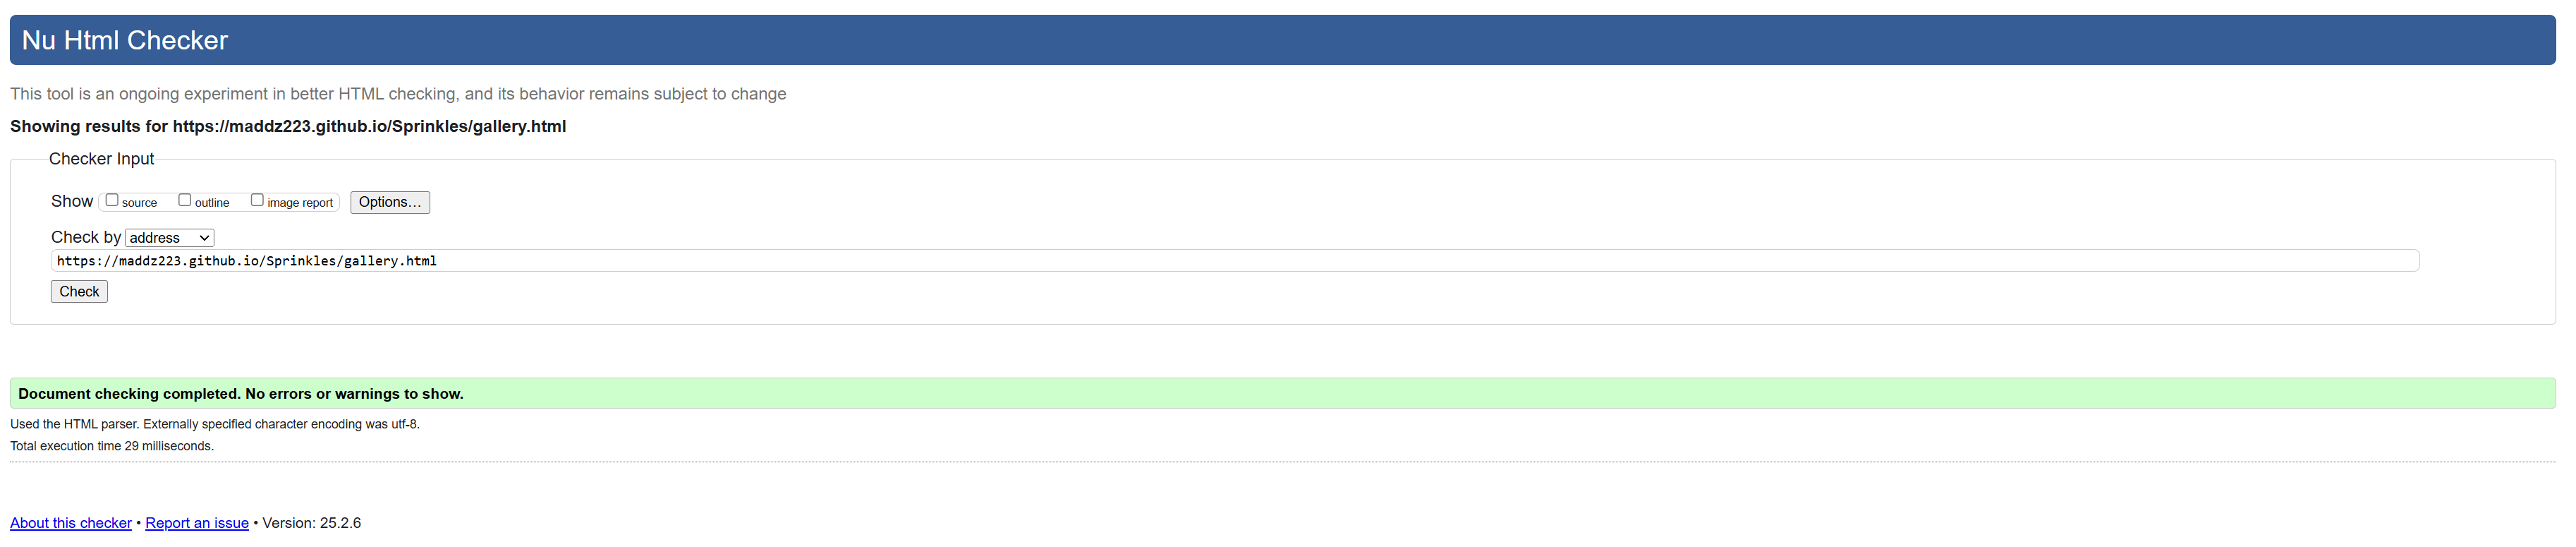 Nu Html Checker
This tool is an ongoing experiment in better HTML checking, and its behavior remains subject to change
Showing results for https://maddz223.github.io/Sprinkles/gallery.html
Checker Input
Show source outline image report Options...
Check by address
https://maddz223.github.io/Sprinkles/gallery.html
Check
Document checking completed. No errors or warnings to show.
Used the HTML parser. Externally specified character encoding was utf-8.
Total execution time 29 milliseconds.
About this checker • Report an issue • Version: 25.2.6